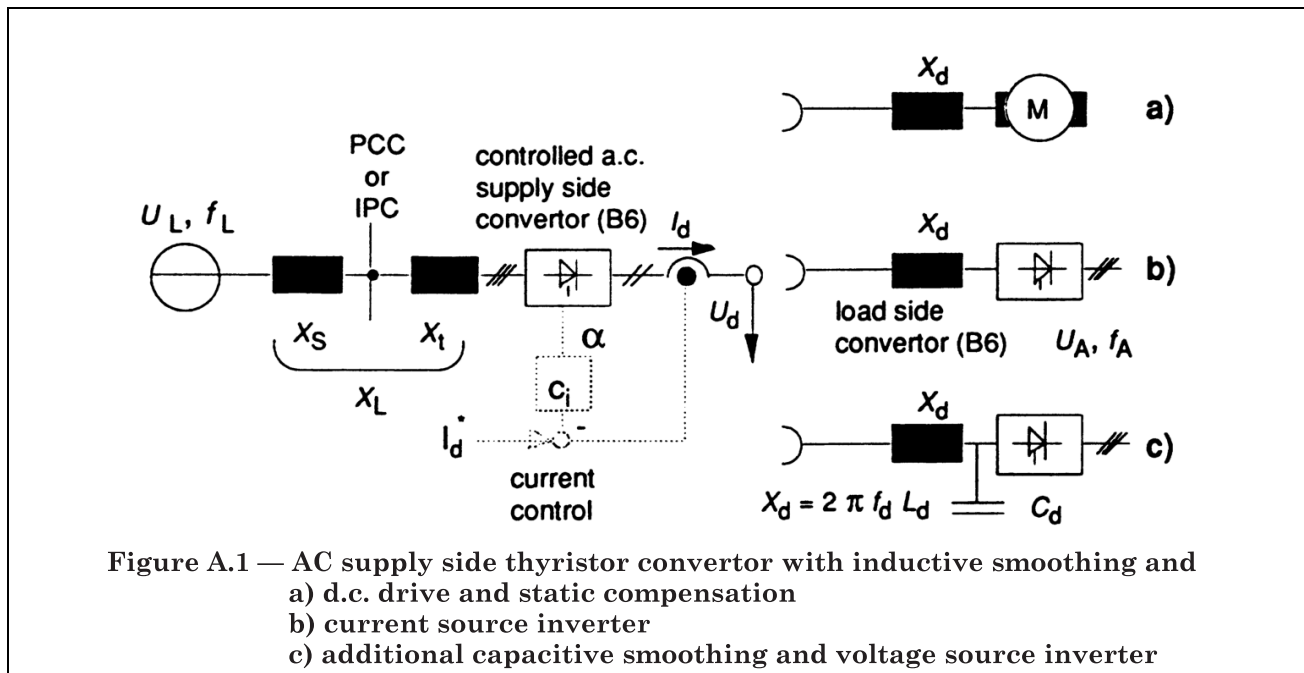 X_d
M
a)
PCC
or
IPC
controlled a.c.
supply side
convertor (B6)
U_L, f_L
I_d
X_d
b)
U_d
load side
convertor (B6)
U_A, f_A
X_S
X_t
α
X_L
c_i
X_d
I_d*
-
c)
current
control
X_d = 2 π f_d L_d
C_d
Figure A.1 — AC supply side thyristor convertor with inductive smoothing and
a) d.c. drive and static compensation
b) current source inverter
c) additional capacitive smoothing and voltage source inverter